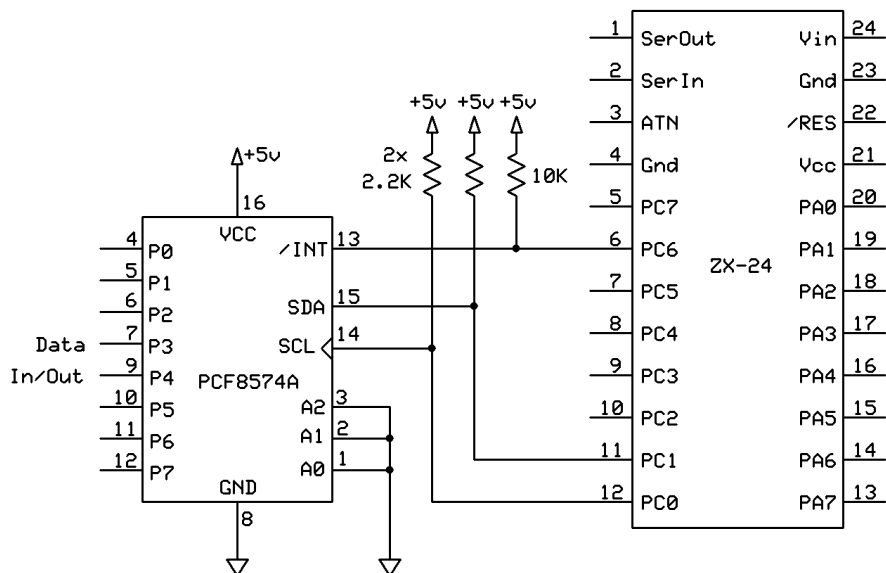 +5v
16
VCC
4 P0
5 P1
6 P2
7 P3
9 P4
10 P5
11 P6
12 P7
Data
In/Out
/INT 13
SDA 15
SCL 14
PCF8574A
A2 3
A1 2
A0 1
GND
8
+5v +5v +5v
2x
2.2K
10K
1 SerOut
2 SerIn
3 ATN
4 Gnd
5 PC7
6 PC6
7 PC5
8 PC4
9 PC3
10 PC2
11 PC1
12 PC0
ZX-24
Vin 24
Gnd 23
/RES 22
Vcc 21
PA0 20
PA1 19
PA2 18
PA3 17
PA4 16
PA5 15
PA6 14
PA7 13